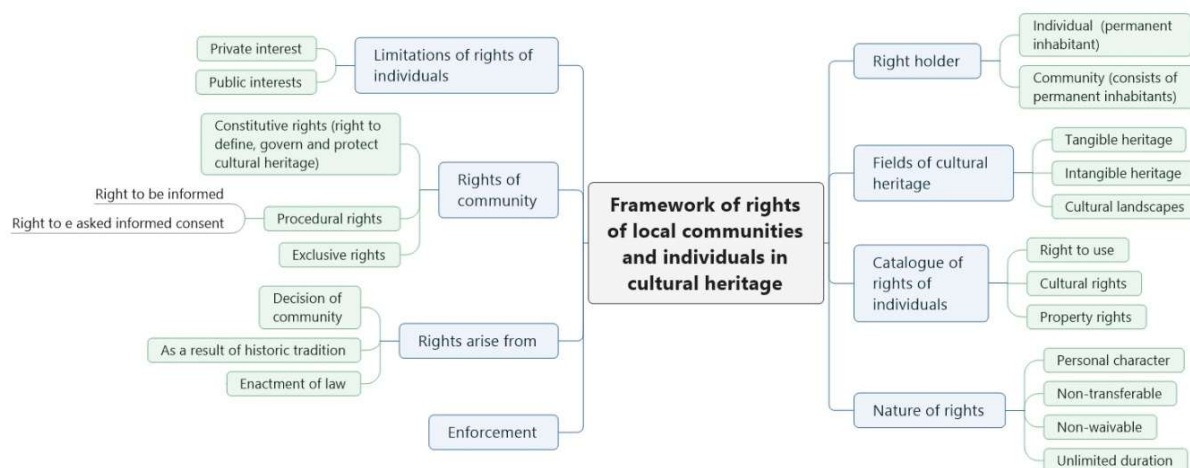 Framework of rights
of local communities
and individuals in
cultural heritage
Limitations of rights of
individuals
Private interest
Public interests
Rights of
community
Constitutive rights (right to
define, govern and protect
cultural heritage)
Procedural rights
Right to be informed
Right to e asked informed consent
Exclusive rights
Rights arise from
Decision of
community
As a result of historic tradition
Enactment of law
Enforcement
Right holder
Individual (permanent
inhabitant)
Community (consists of
permanent inhabitants)
Fields of cultural
heritage
Tangible heritage
Intangible heritage
Cultural landscapes
Catalogue of
rights of
individuals
Right to use
Cultural rights
Property rights
Nature of rights
Personal character
Non-transferable
Non-waivable
Unlimited duration